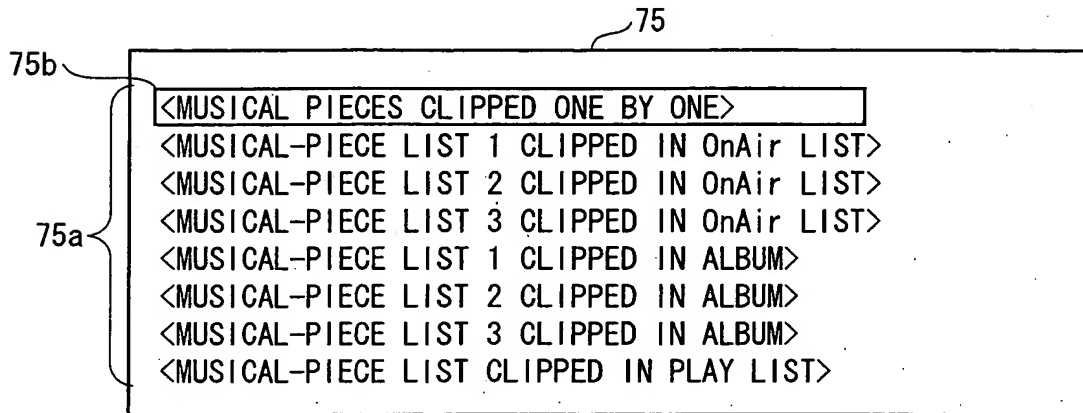 75
75b
<MUSICAL PIECES CLIPPED ONE BY ONE>
<MUSICAL-PIECE LIST 1 CLIPPED IN OnAir LIST>
<MUSICAL-PIECE LIST 2 CLIPPED IN OnAir LIST>
<MUSICAL-PIECE LIST 3 CLIPPED IN OnAir LIST>
75a
<MUSICAL-PIECE LIST 1 CLIPPED IN ALBUM>
<MUSICAL-PIECE LIST 2 CLIPPED IN ALBUM>
<MUSICAL-PIECE LIST 3 CLIPPED IN ALBUM>
<MUSICAL-PIECE LIST CLIPPED IN PLAY LIST>